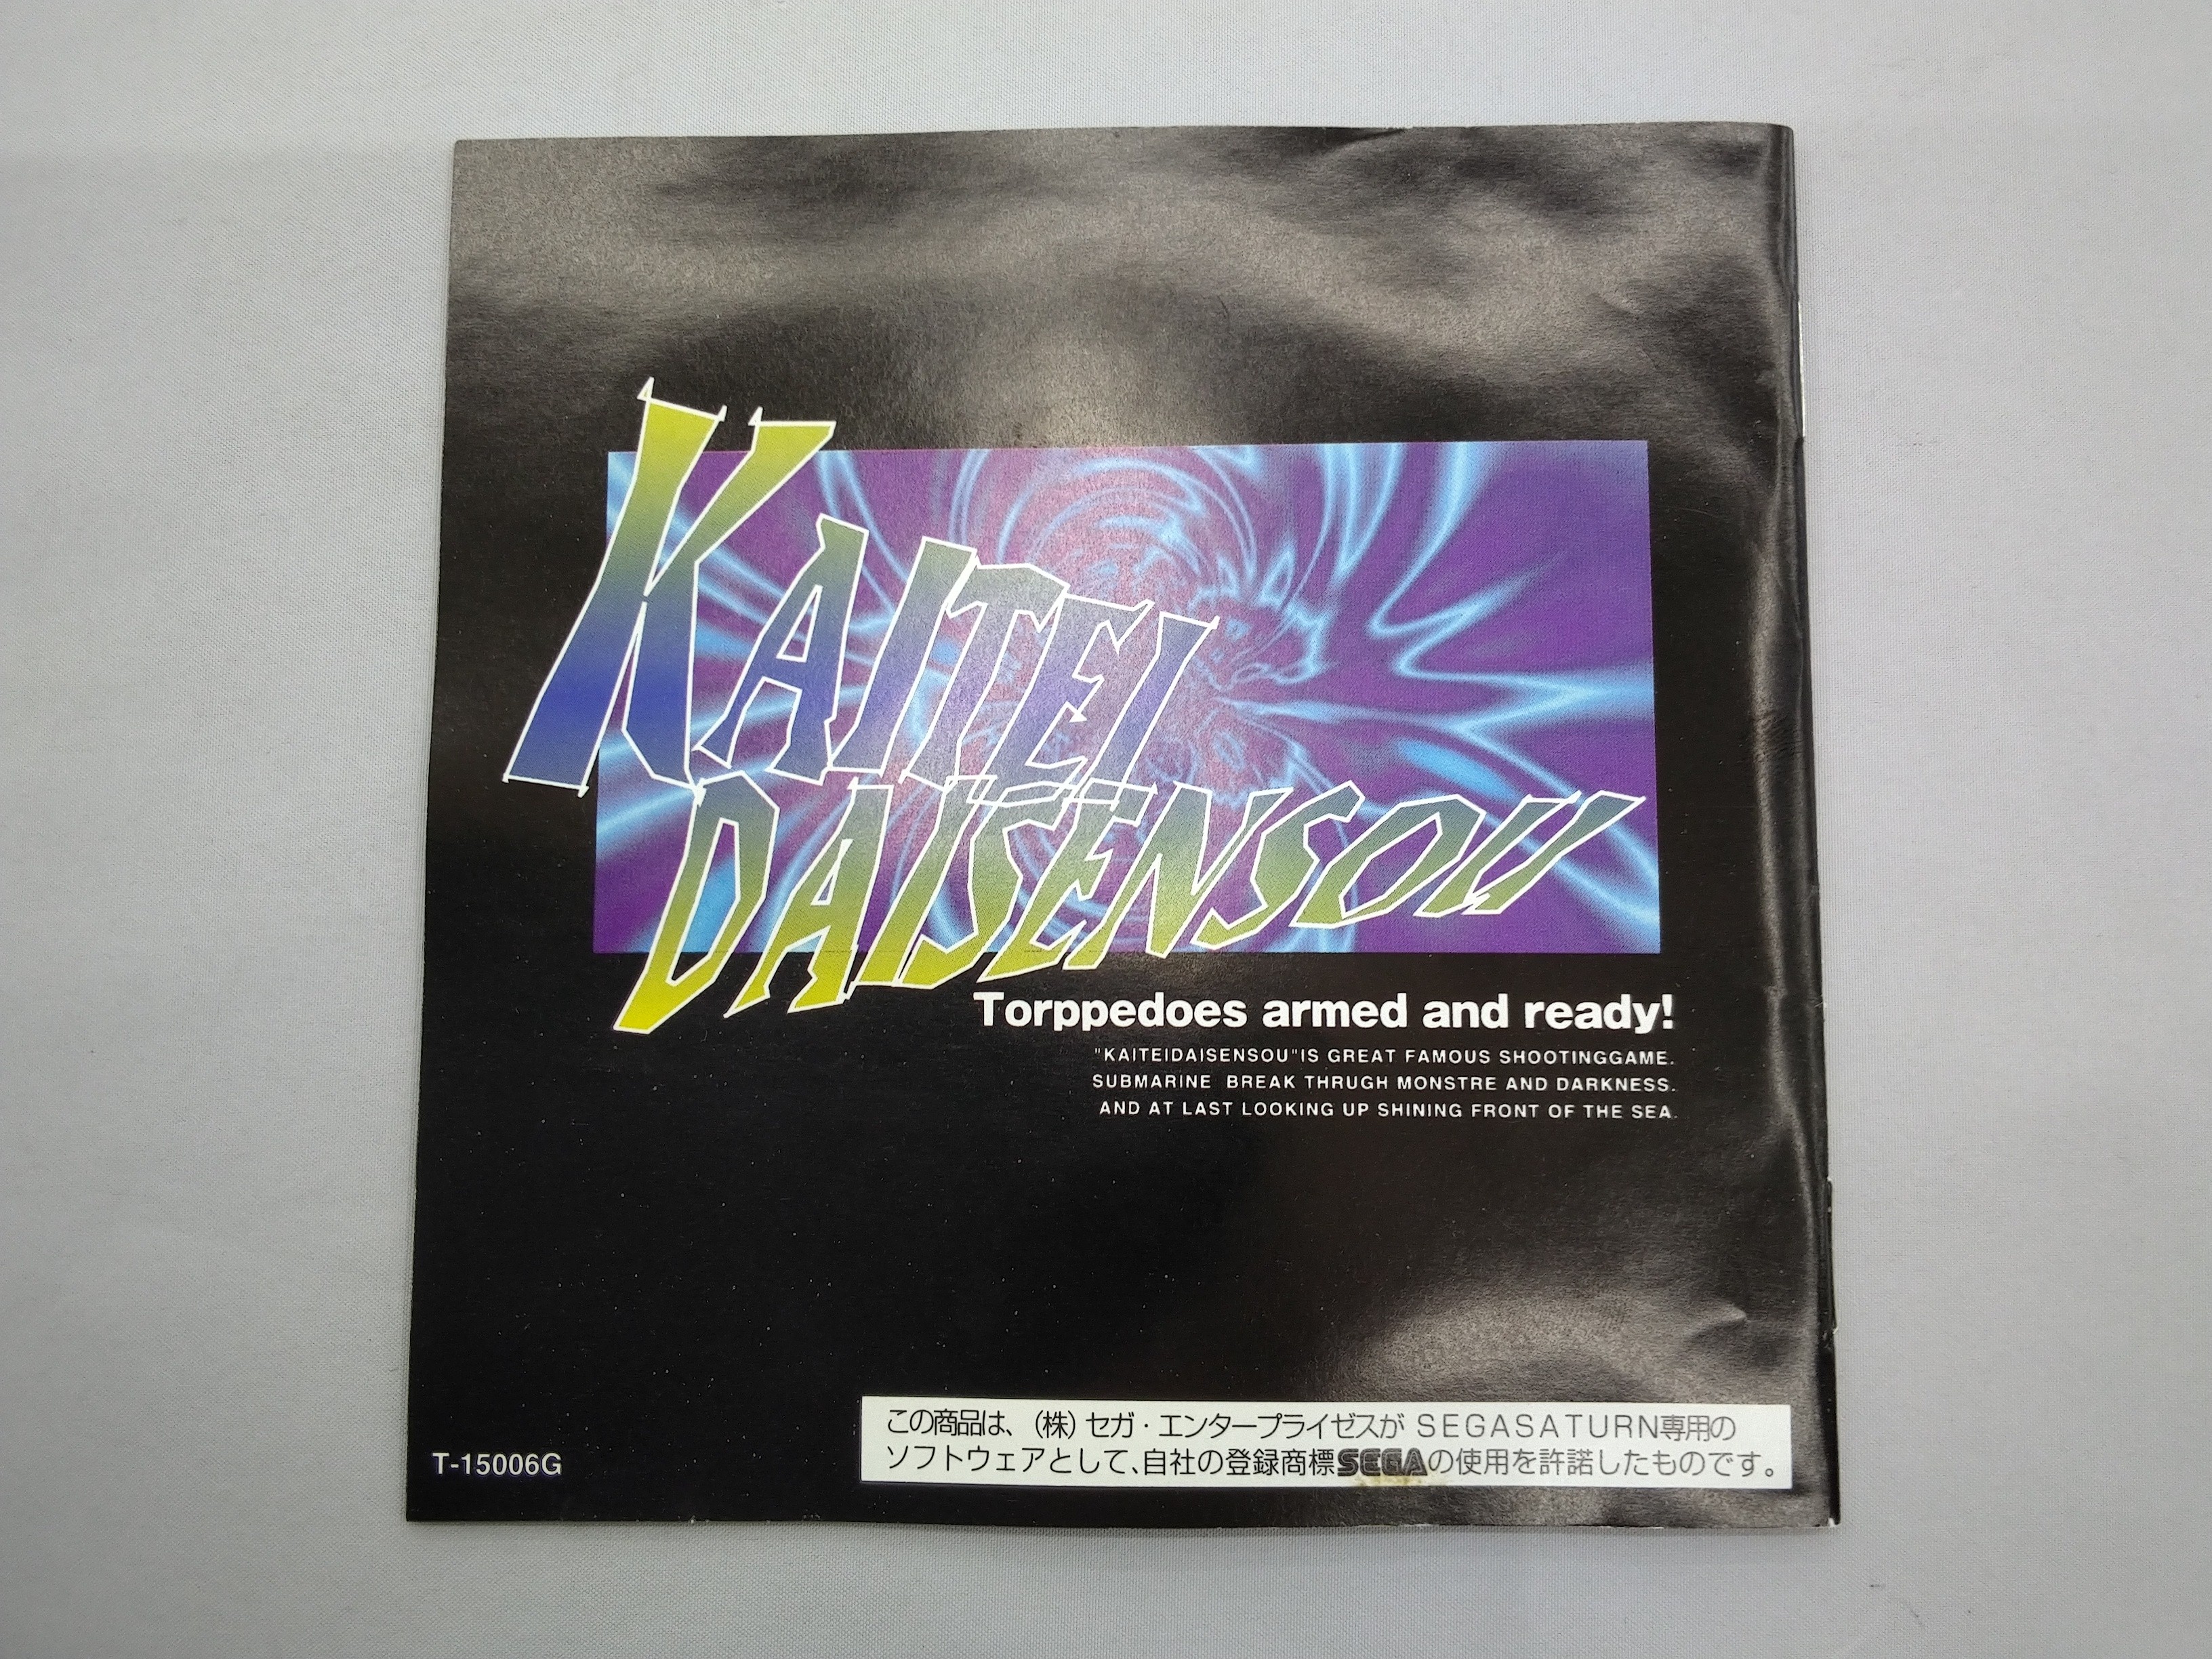 KAITEI
DAISENSOU
Torppedoes armed and ready!
"KAITEIDAISENSOU"IS GREAT FAMOUS SHOOTINGGAME.
SUBMARINE BREAK THRUGH MONSTRE AND DARKNESS.
AND AT LAST LOOKING UP SHINING FRONT OF THE SEA.
この商品は、(株)セガ・エンタープライゼスが SEGASATURN専用の
ソフトウェアとして、自社の登録商標SEGAの使用を許諾したものです。
T-15006G